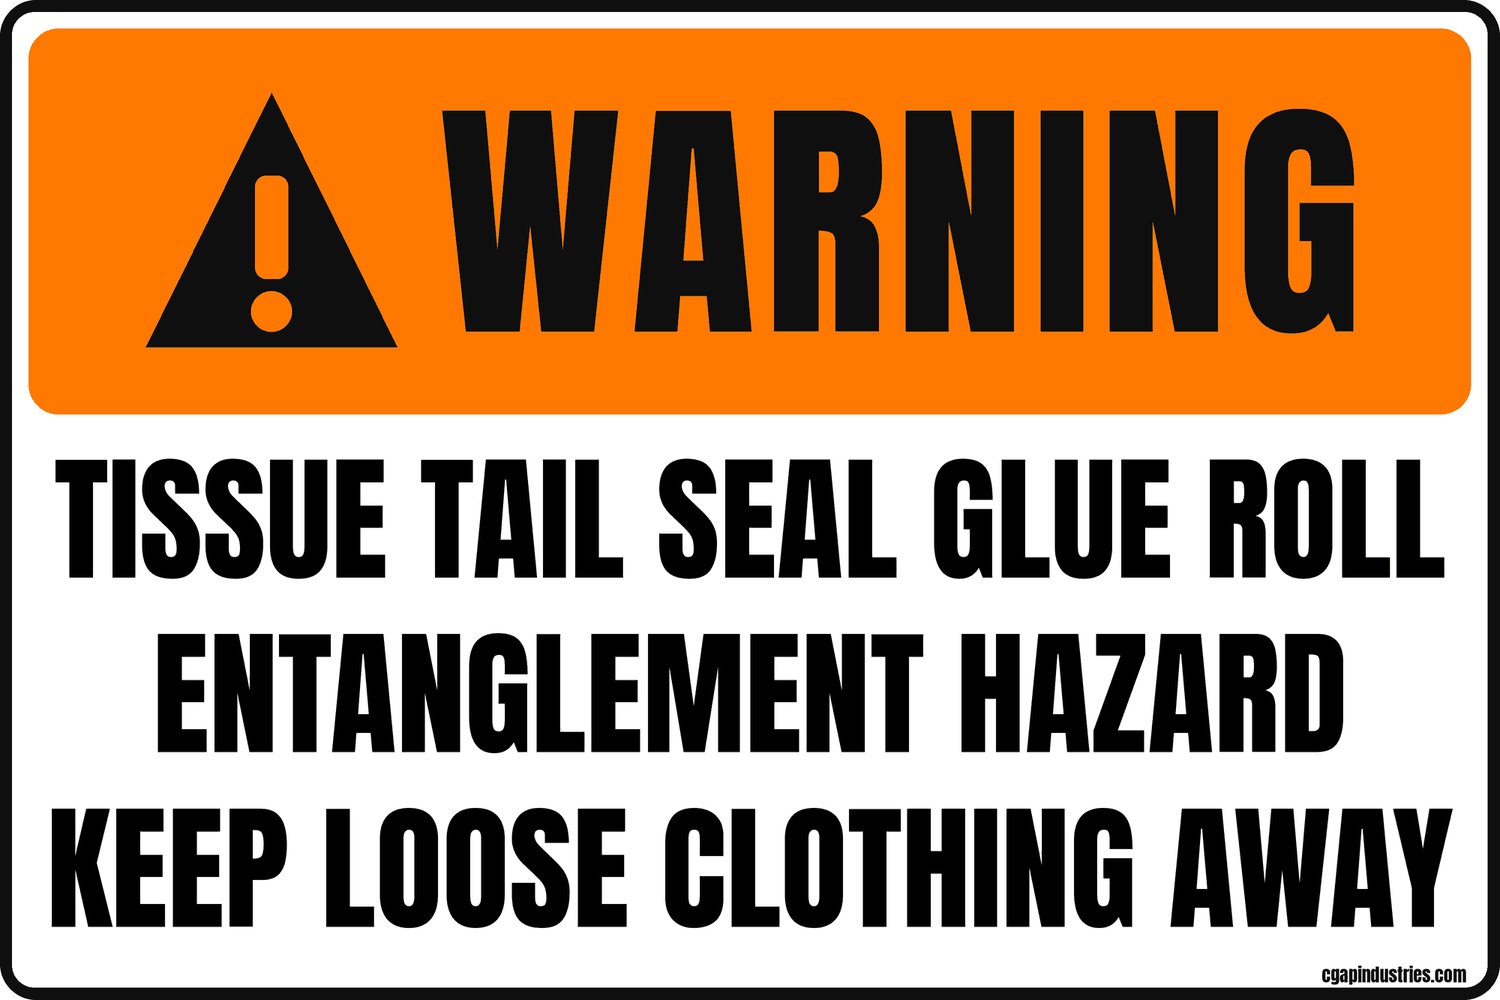 WARNING
TISSUE TAIL SEAL GLUE ROLL
ENTANGLEMENT HAZARD
KEEP LOOSE CLOTHING AWAY
cgapindustries.com